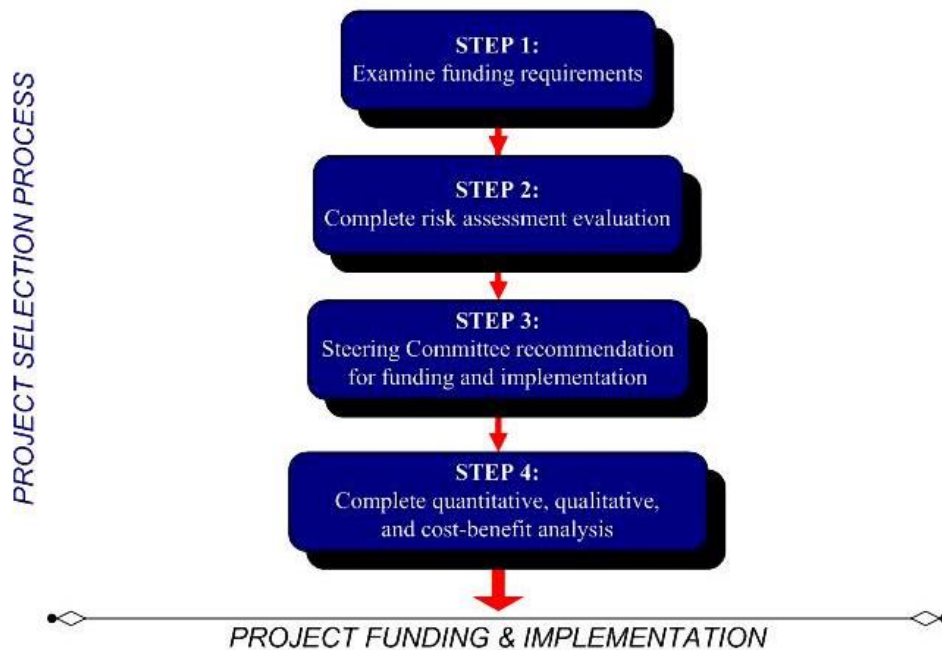 PROJECT SELECTION PROCESS
STEP 1:
Examine funding requirements
STEP 2:
Complete risk assessment evaluation
STEP 3:
Steering Committee recommendation
for funding and implementation
STEP 4:
Complete quantitative, qualitative,
and cost-benefit analysis
PROJECT FUNDING & IMPLEMENTATION